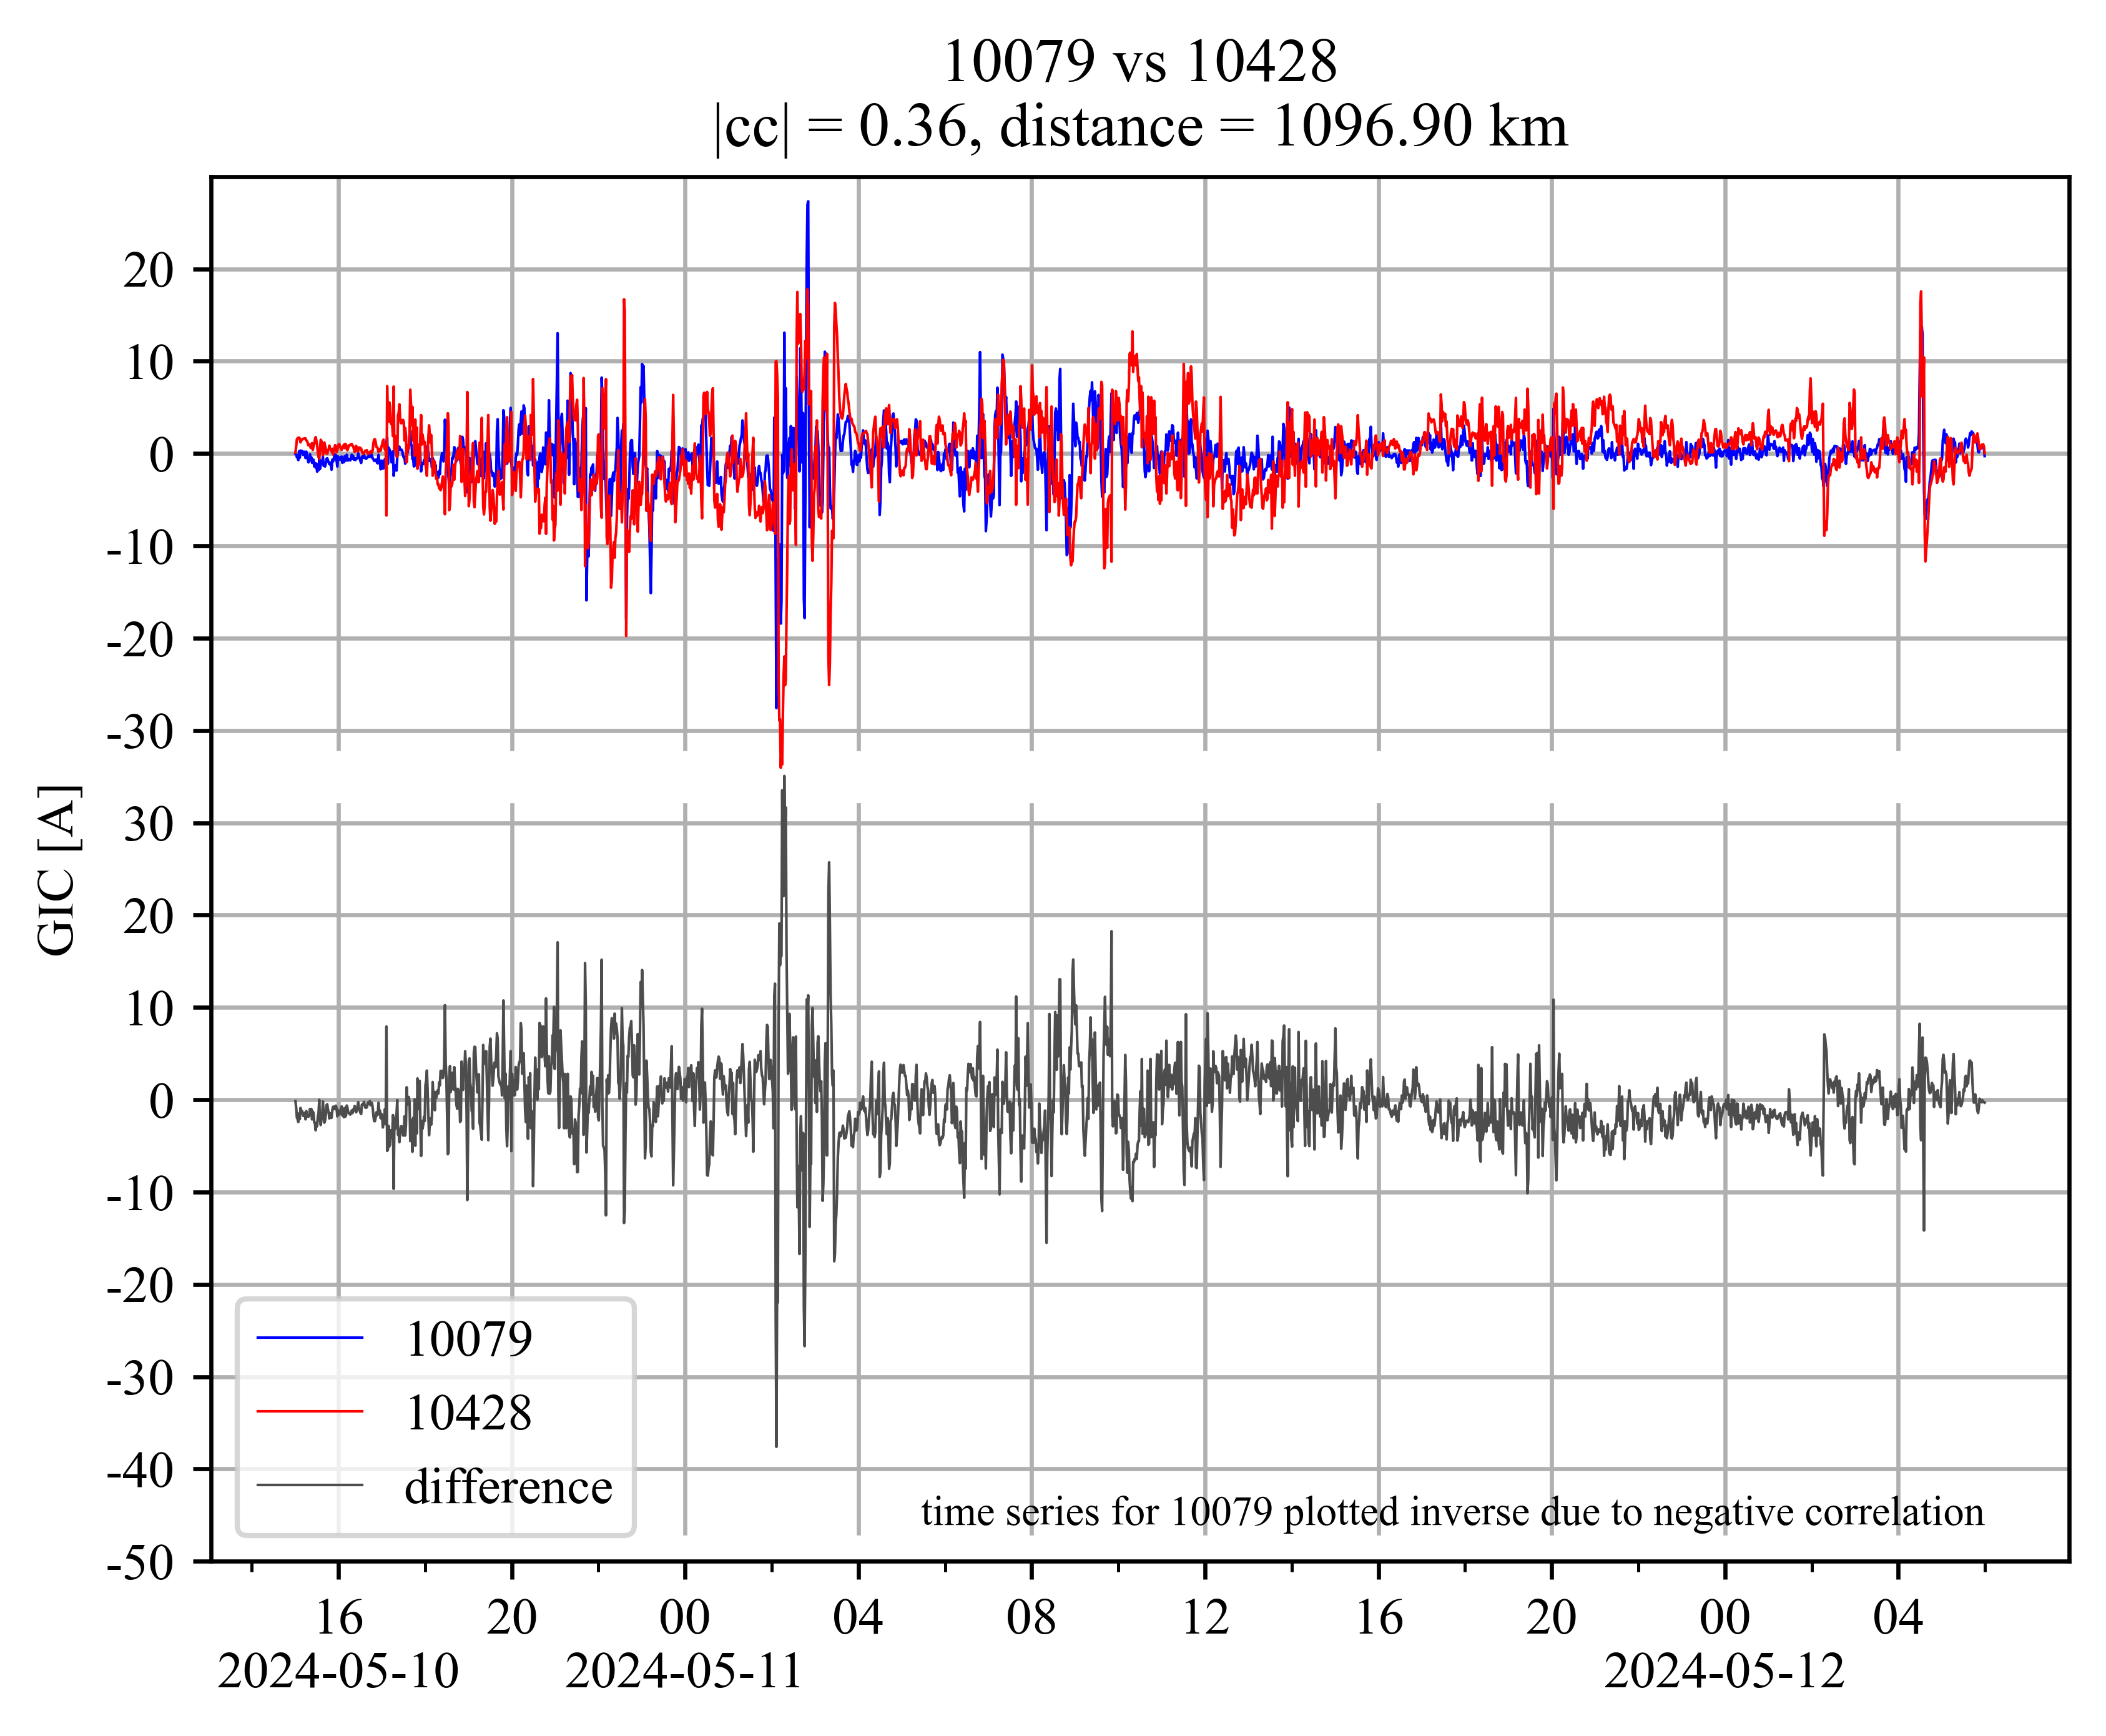 10079 vs 10428
|cc| = 0.36, distance = 1096.90 km
GIC [A]
20
10
0
-10
-20
-30
30
20
10
0
-10
-20
-30
-40
-50
10079
10428
difference
time series for 10079 plotted inverse due to negative correlation
16 20 00 04 08 12 16 20 00 04
2024-05-10 2024-05-11 2024-05-12